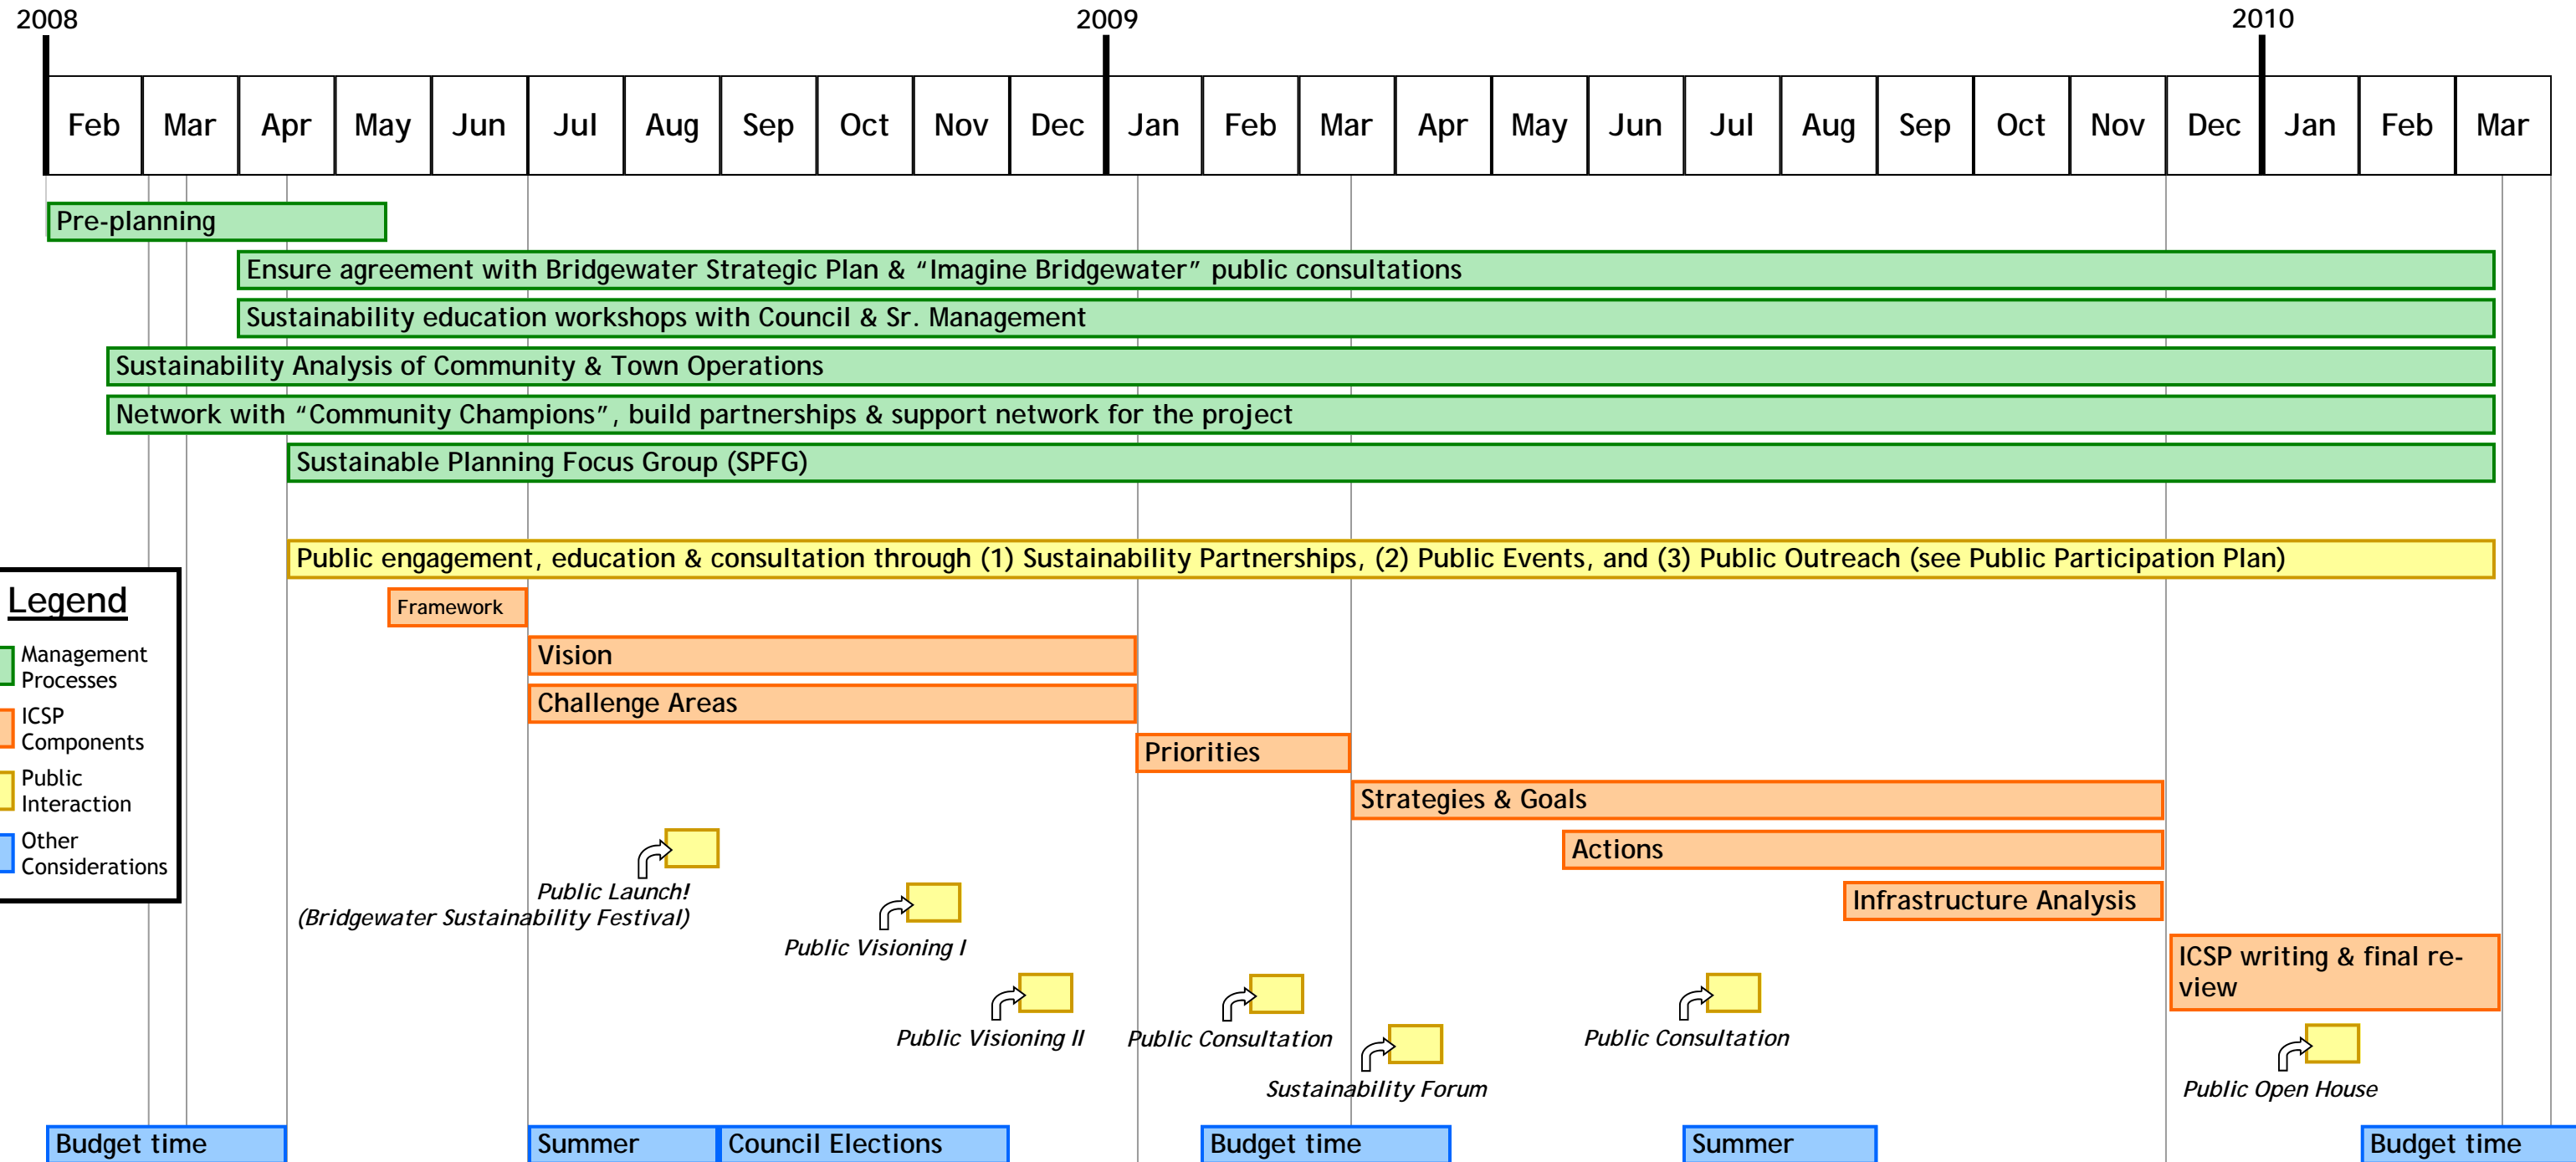 2008
2009
2010
Feb Mar Apr May Jun Jul Aug Sep Oct Nov Dec Jan Feb Mar Apr May Jun Jul Aug Sep Oct Nov Dec Jan Feb Mar
Pre-planning
Ensure agreement with Bridgewater Strategic Plan & “Imagine Bridgewater” public consultations
Sustainability education workshops with Council & Sr. Management
Sustainability Analysis of Community & Town Operations
Network with “Community Champions”, build partnerships & support network for the project
Sustainable Planning Focus Group (SPFG)
Public engagement, education & consultation through (1) Sustainability Partnerships, (2) Public Events, and (3) Public Outreach (see Public Participation Plan)
Legend
Management
Processes
ICSP
Components
Public
Interaction
Other
Considerations
Framework
Vision
Challenge Areas
Priorities
Strategies & Goals
Actions
Infrastructure Analysis
ICSP writing & final re-
view
Public Launch!
(Bridgewater Sustainability Festival)
Public Visioning I
Public Visioning II
Public Consultation
Sustainability Forum
Public Consultation
Public Open House
Budget time
Summer
Council Elections
Budget time
Summer
Budget time